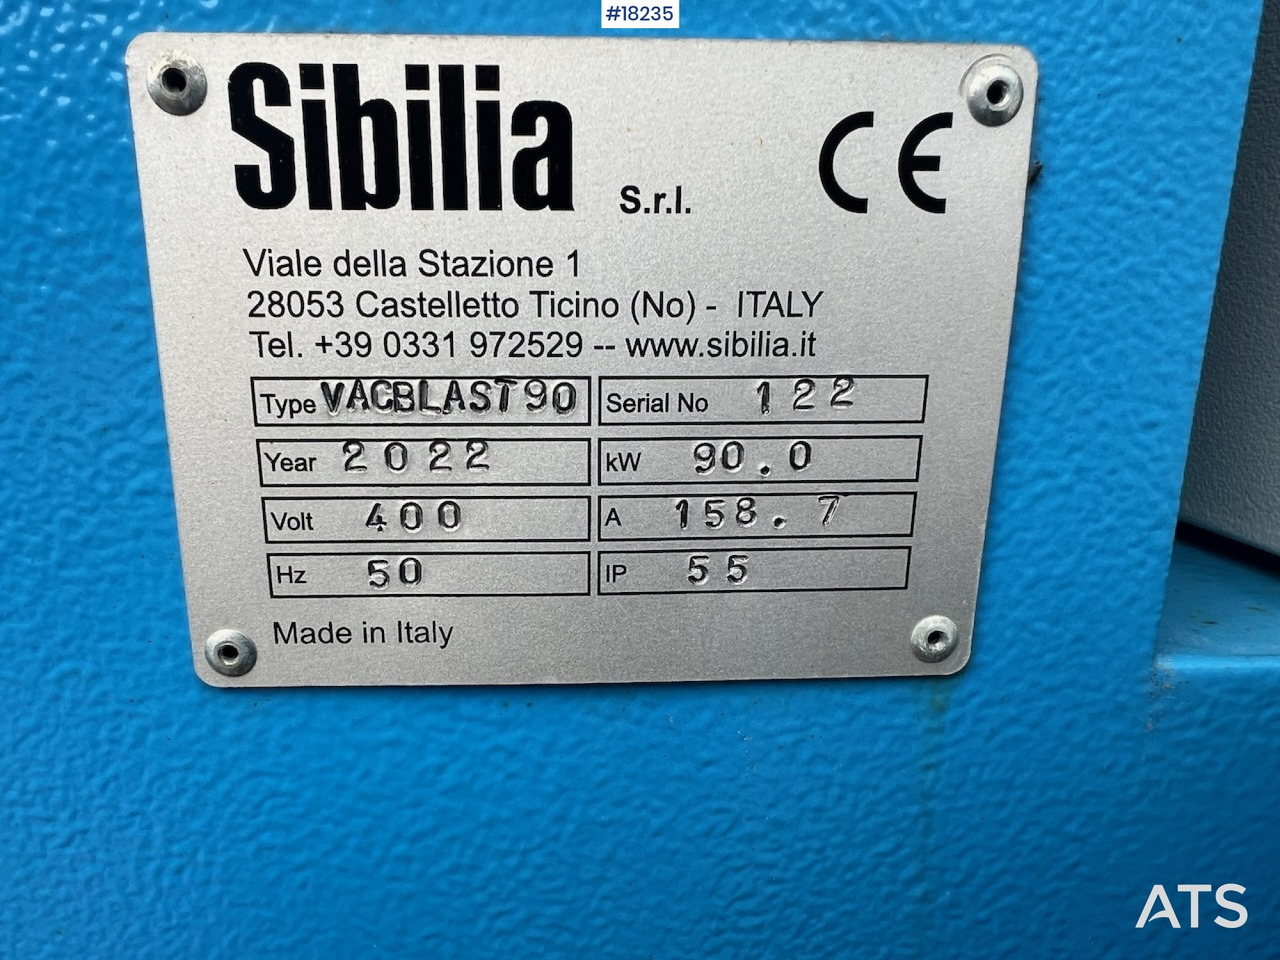 #18235
Sibilia S.r.l. CE
Viale della Stazione 1
28053 Castelletto Ticino (No) - ITALY
Tel. +39 0331 972529 -- www.sibilia.it
Type VACBLAST90 Serial No 122
Year 2022 kW 90.0
Volt 400 A 158.7
Hz 50 IP 55
Made in Italy
ATS